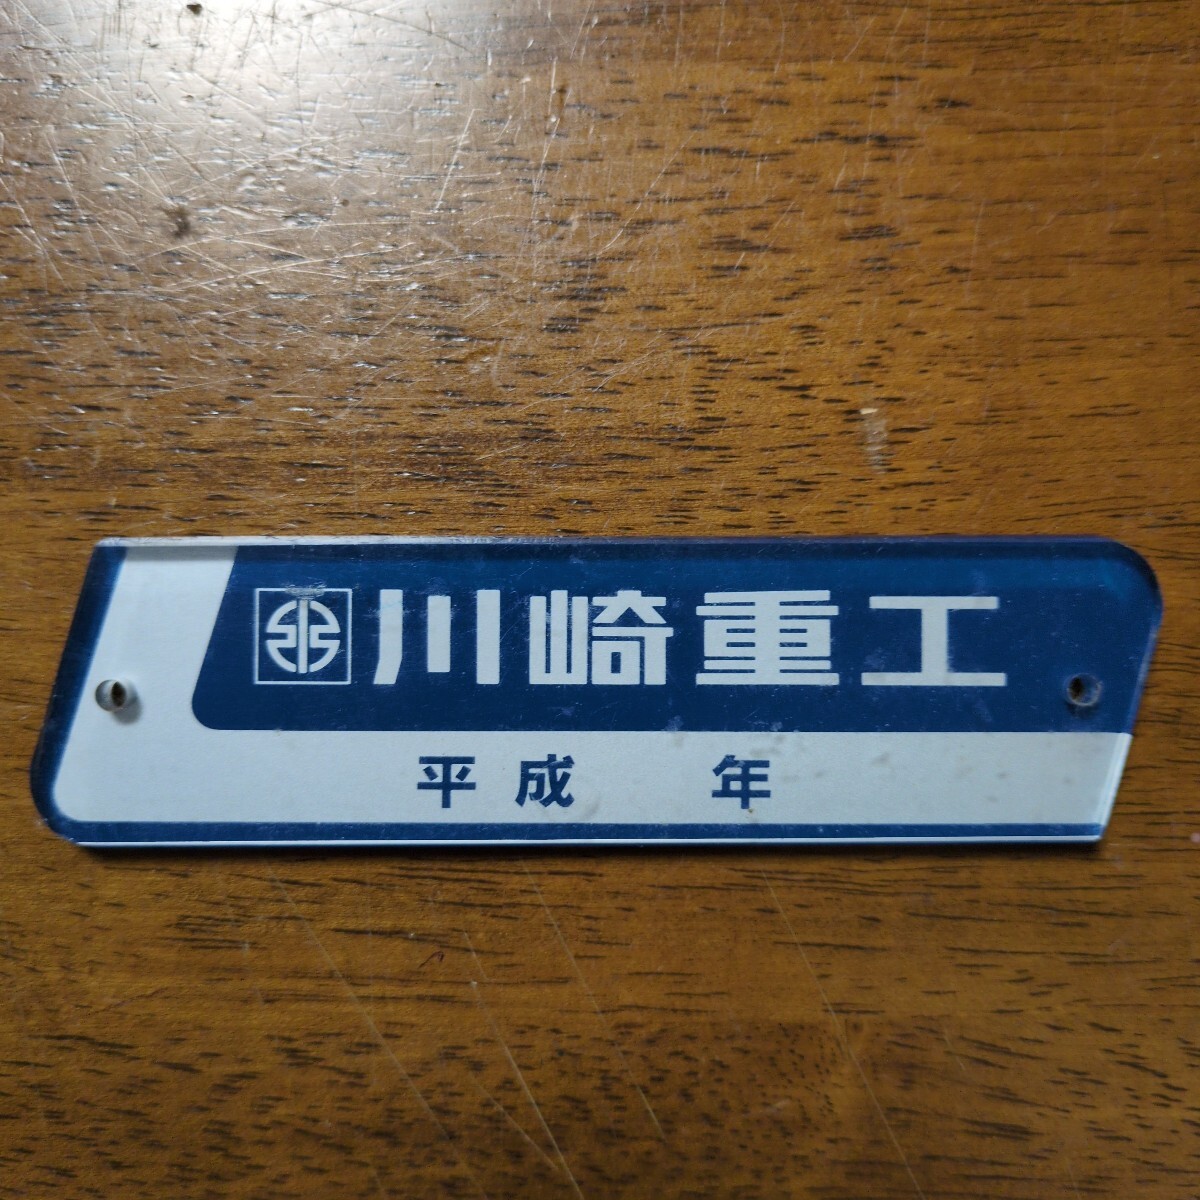 川崎重工
平成　年